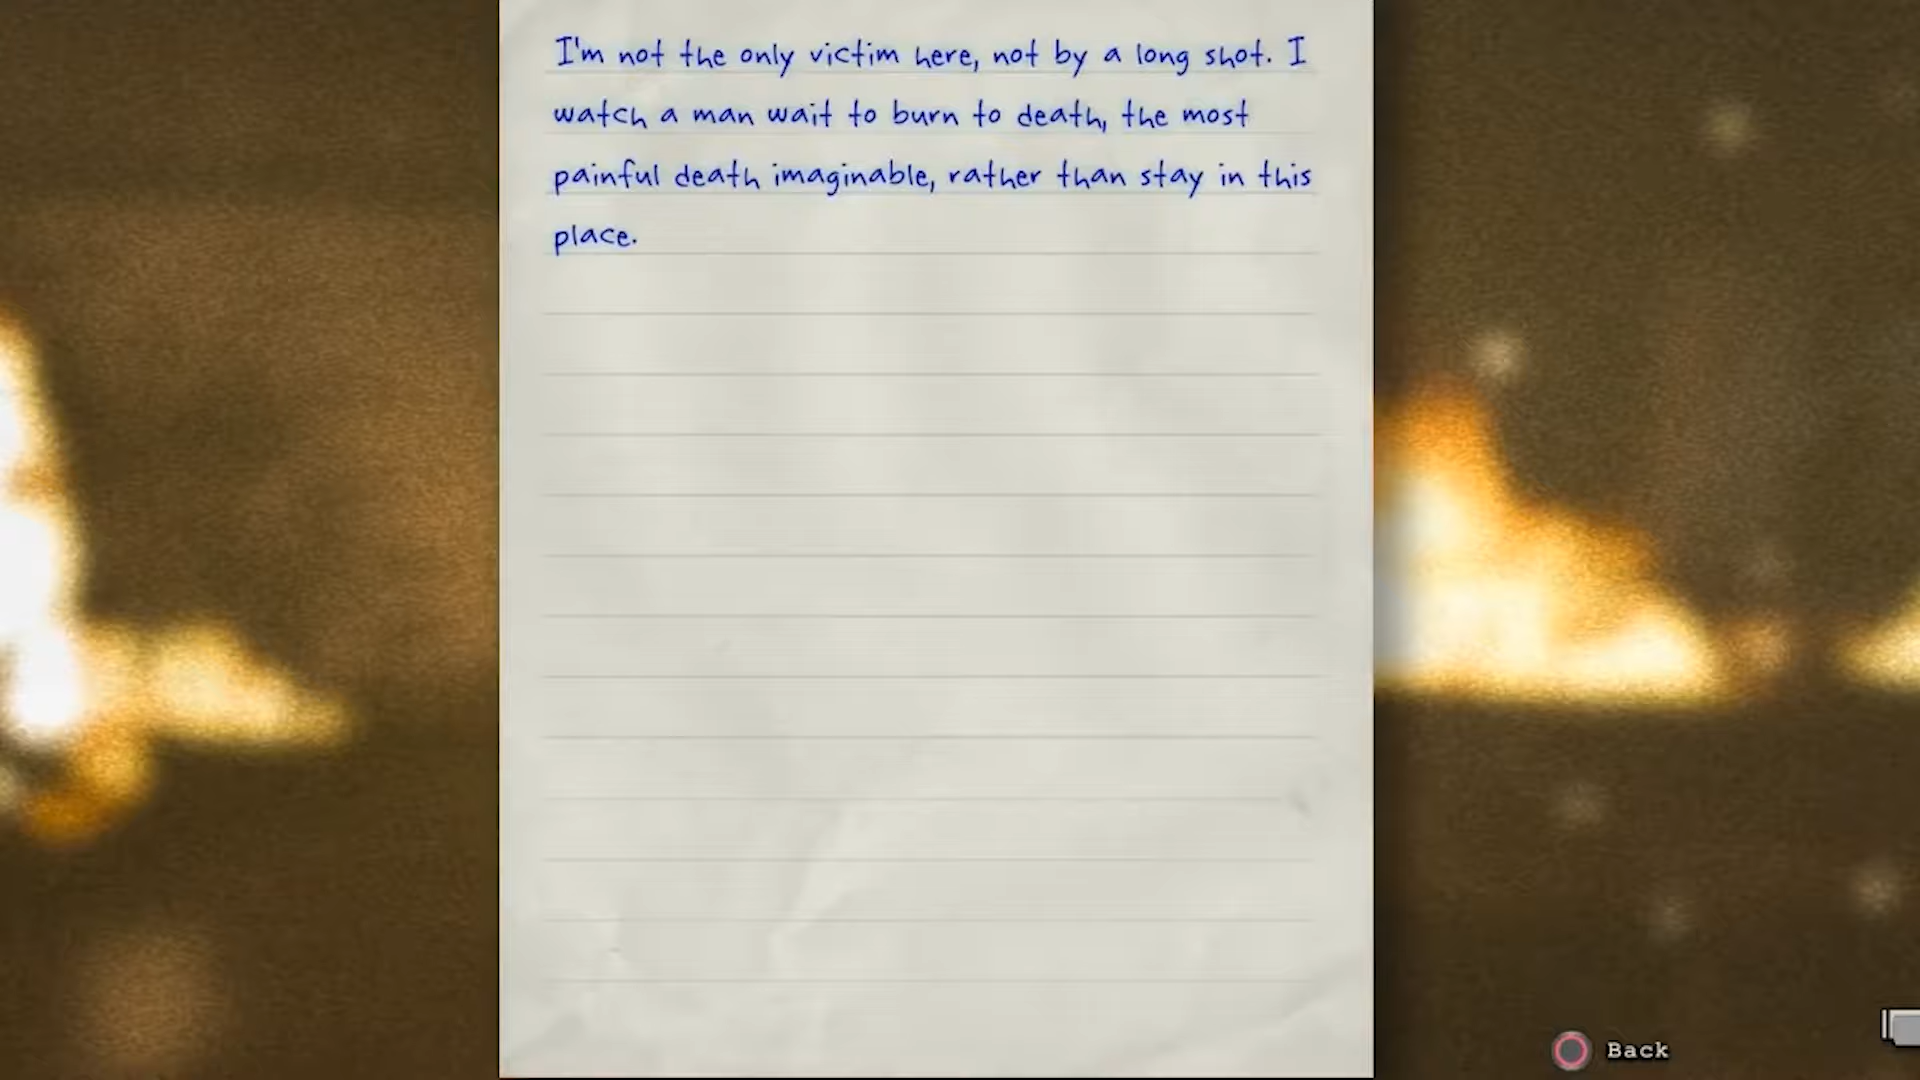 I'm not the only victim here, not by a long shot. I
watch a man wait to burn to death, the most
painful death imaginable, rather than stay in this
place.
Back